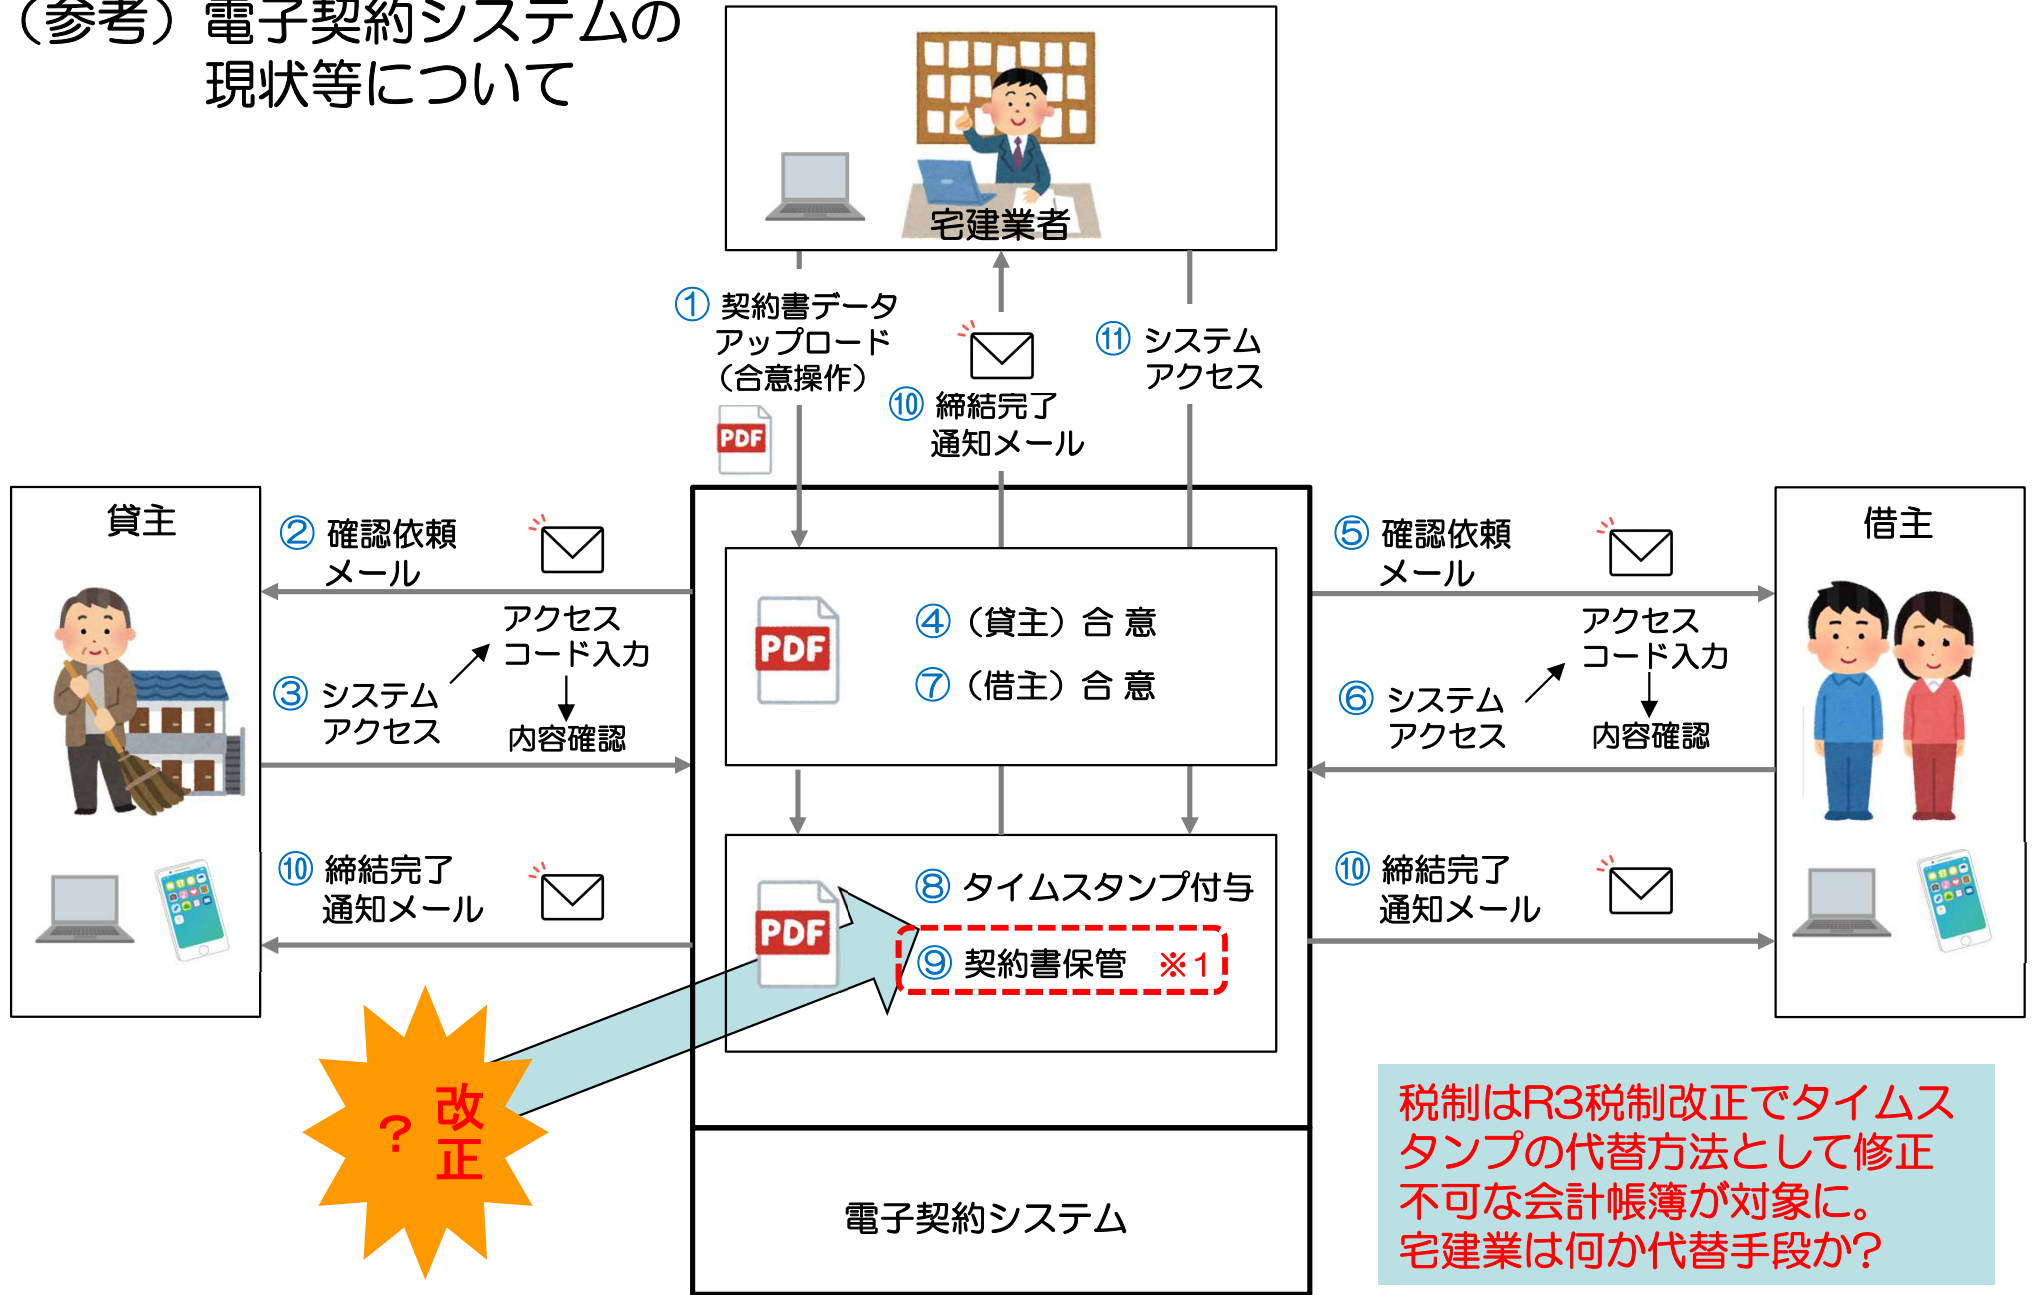 (参考)電子契約システムの
現状等について
宅建業者
① 契約書データ
アップロード
(合意操作)
PDF
⑩ 締結完了
通知メール
⑪ システム
アクセス
貸主
② 確認依頼
メール
アクセス
コード入力
③ システム
アクセス
内容確認
⑩ 締結完了
通知メール
PDF
④(貸主)合 意
⑦(借主)合 意
PDF
⑧ タイムスタンプ付与
⑨ 契約書保管 ※1
電子契約システム
⑤ 確認依頼
メール
アクセス
コード入力
⑥ システム
アクセス
内容確認
⑩ 締結完了
通知メール
借主
改正
?
税制はR3税制改正でタイムス
タンプの代替方法として修正
不可な会計帳簿が対象に。
宅建業は何か代替手段か?